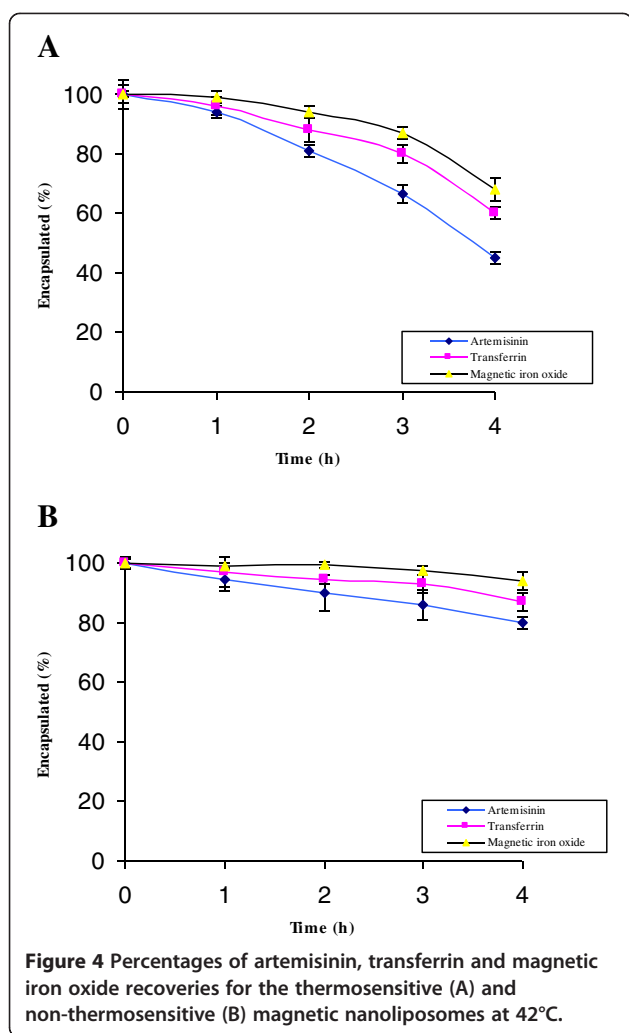 A
100
80
60
40
20
0
Encapsulated (%)
Artemisinin
Transferrin
Magnetic iron oxide
0 1 2 3 4
Time (h)
B
100
80
60
40
20
0
Encapsulated (%)
Artemisinin
Transferrin
Magnetic iron oxide
0 1 2 3 4
Time (h)
Figure 4 Percentages of artemisinin, transferrin and magnetic
iron oxide recoveries for the thermosensitive (A) and
non-thermosensitive (B) magnetic nanoliposomes at 42°C.